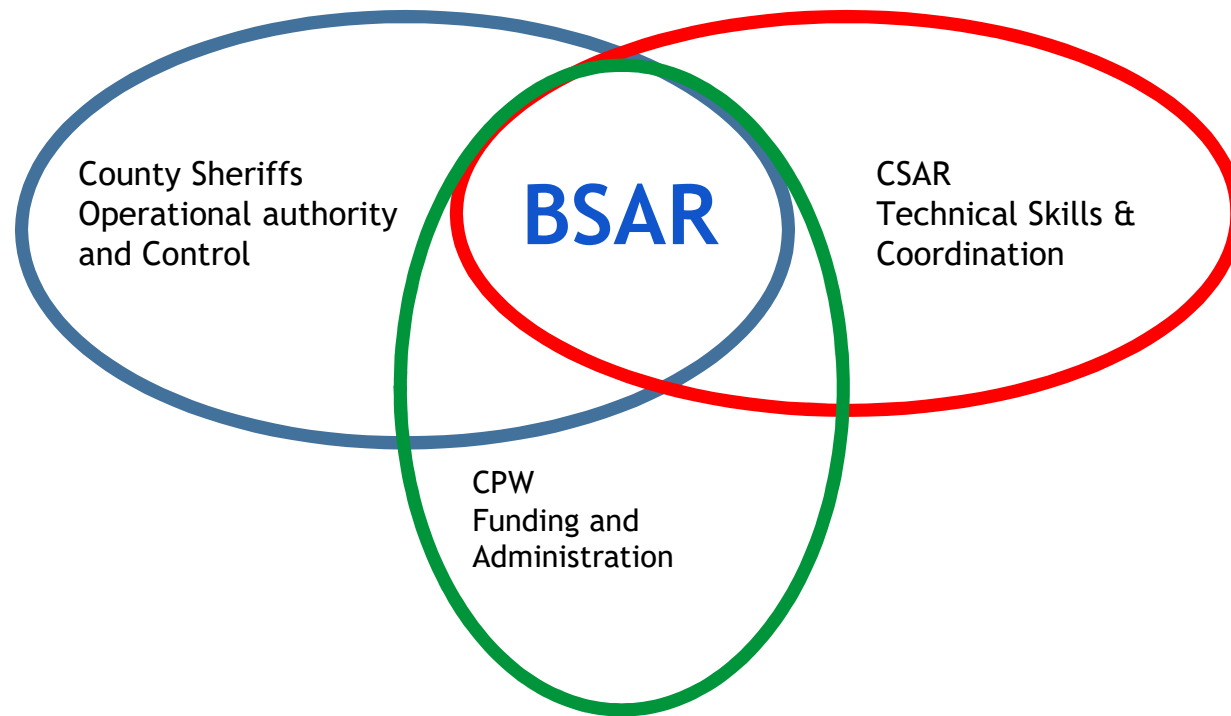 County Sheriffs
Operational authority
and Control
BSAR
CSAR
Technical Skills &
Coordination
CPW
Funding and
Administration